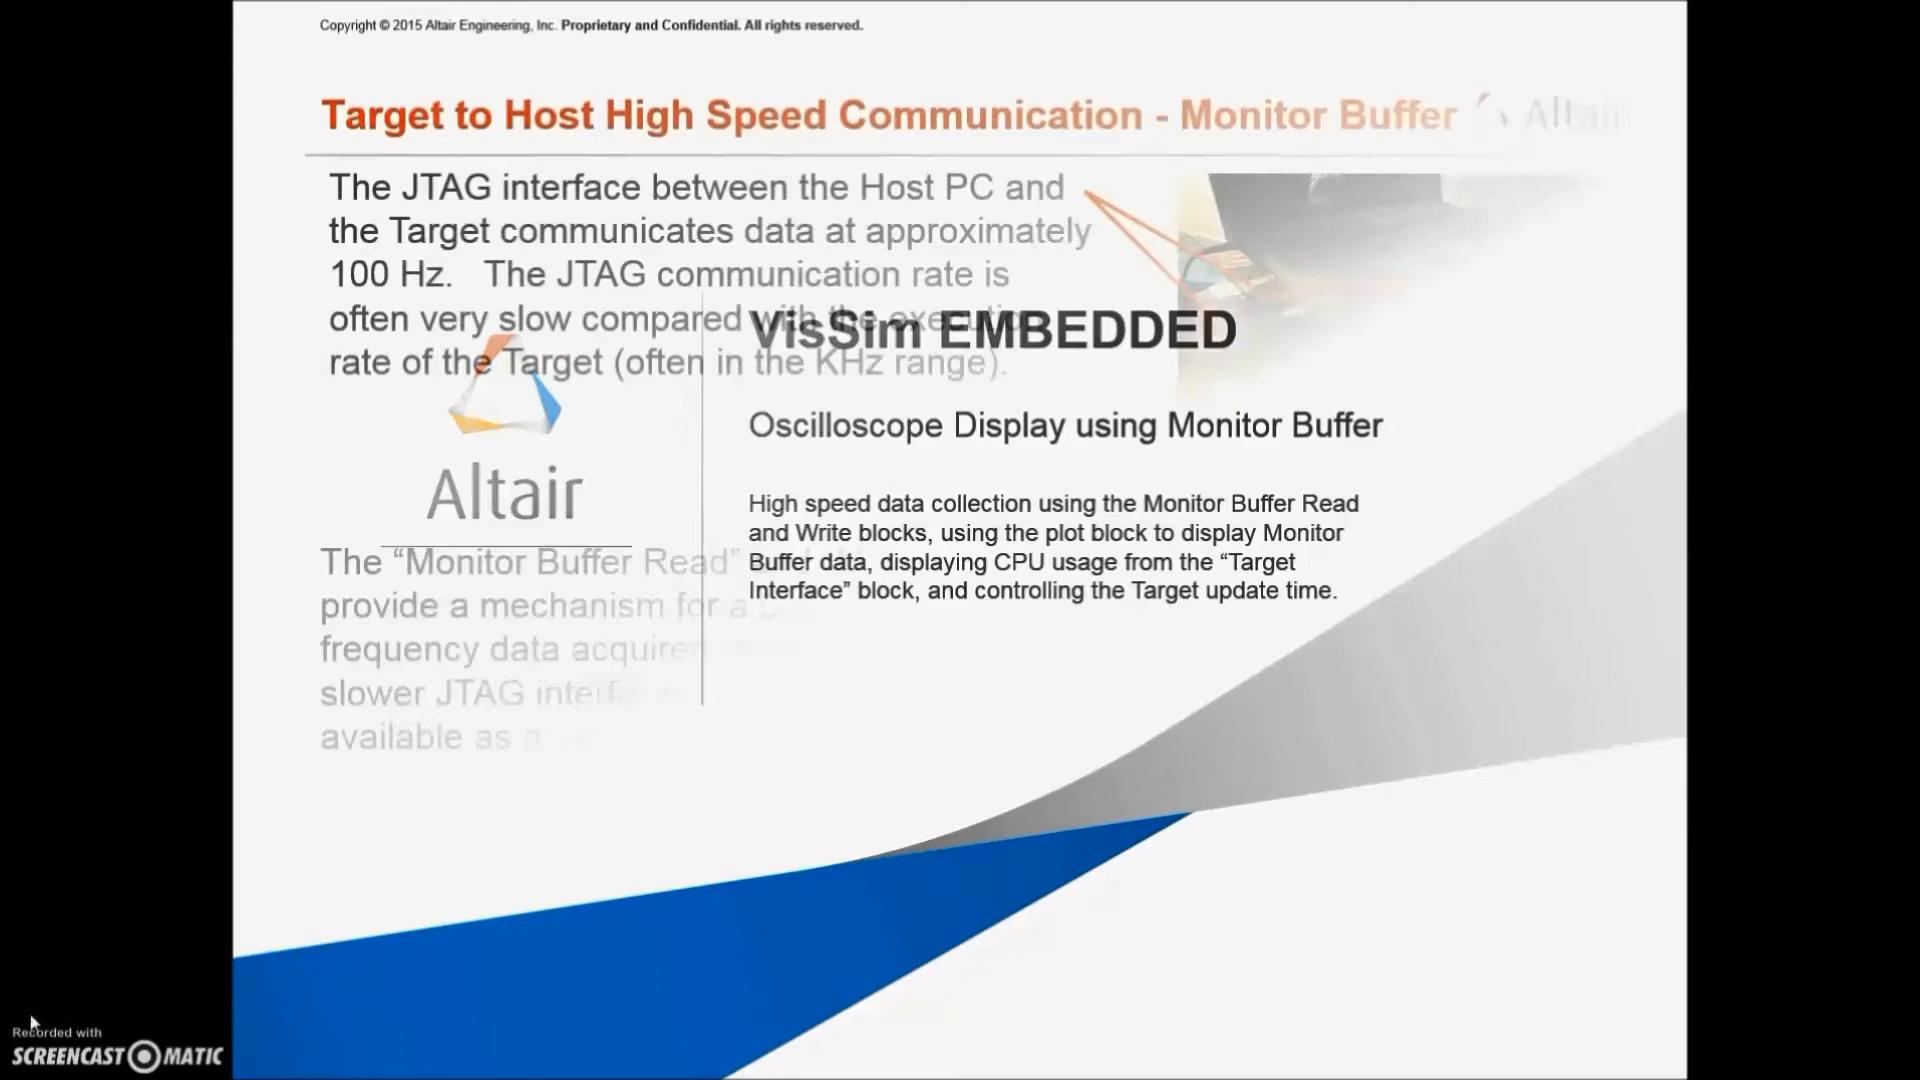 Copyright © 2015 Altair Engineering, Inc. Proprietary and Confidential. All rights reserved.
Target to Host High Speed Communication - Monitor Buffer
Altair
The JTAG interface between the Host PC and
the Target communicates data at approximately
100 Hz. The JTAG communication rate is
often very slow compared with the execution
rate of the Target (often in the KHz range).
VisSim EMBEDDED
Oscilloscope Display using Monitor Buffer
Altair
High speed data collection using the Monitor Buffer Read
and Write blocks, using the plot block to display Monitor
Buffer data, displaying CPU usage from the “Target
Interface” block, and controlling the Target update time.
The “Monitor Buffer Read”
provide a mechanism for a
frequency data
slower JTAG
available as
Recorded with
SCREENCAST MATIC